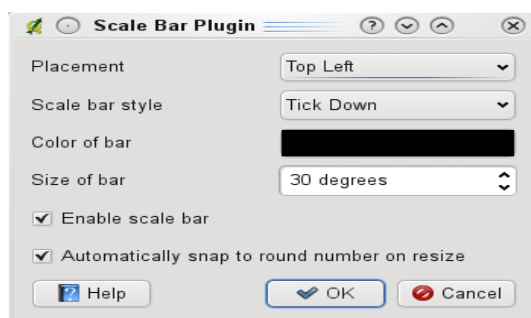 Scale Bar Plugin
Placement Top Left
Scale bar style Tick Down
Color of bar
Size of bar 30 degrees
Enable scale bar
Automatically snap to round number on resize
Help OK Cancel